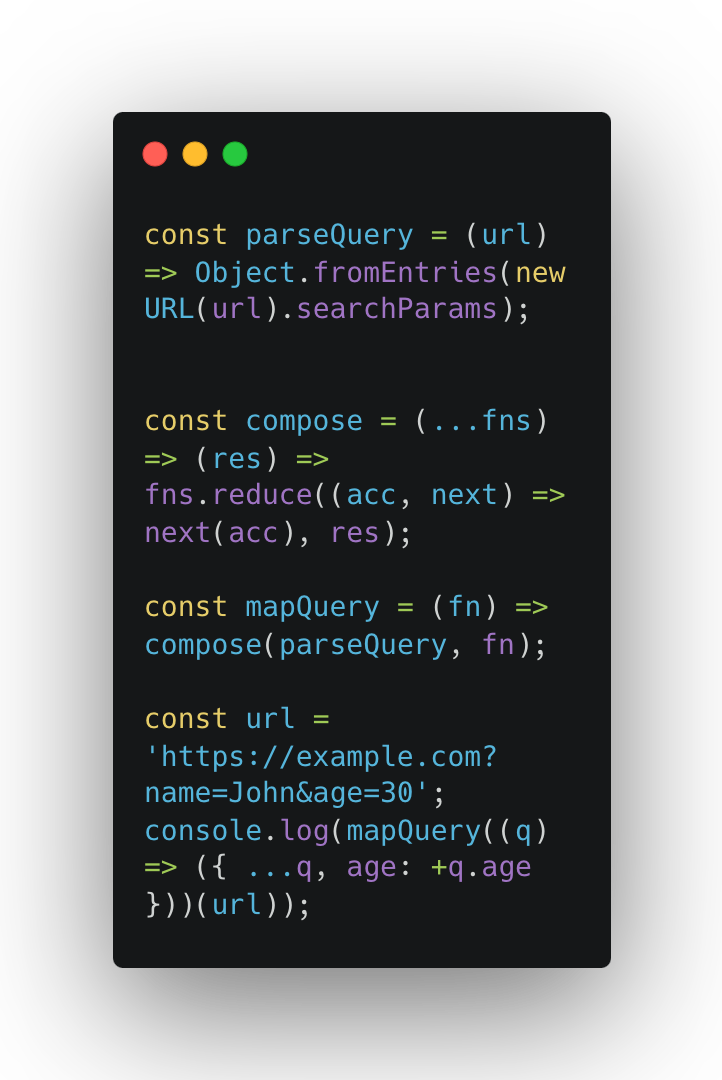 const parseQuery = (url)
=> Object.fromEntries(new
URL(url).searchParams);
const compose = (...fns)
=> (res) =>
fns.reduce((acc, next) =>
next(acc), res);
const mapQuery = (fn) =>
compose(parseQuery, fn);
const url =
'https://example.com?
name=John&age=30';
console.log(mapQuery((q)
=> ({ ...q, age: +q.age
}))(url));